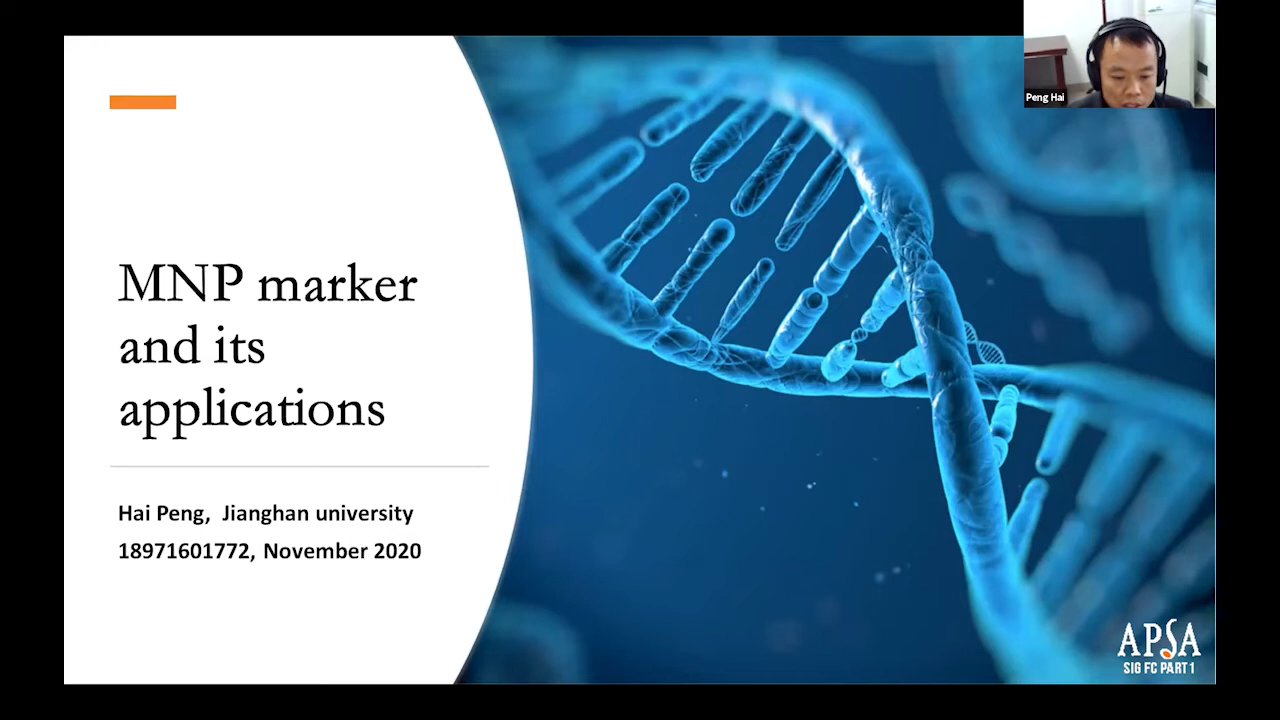 Peng Hai
MNP marker
and its
applications
Hai Peng, Jianghan university
18971601772, November 2020
APSA
SIG FC PART 1